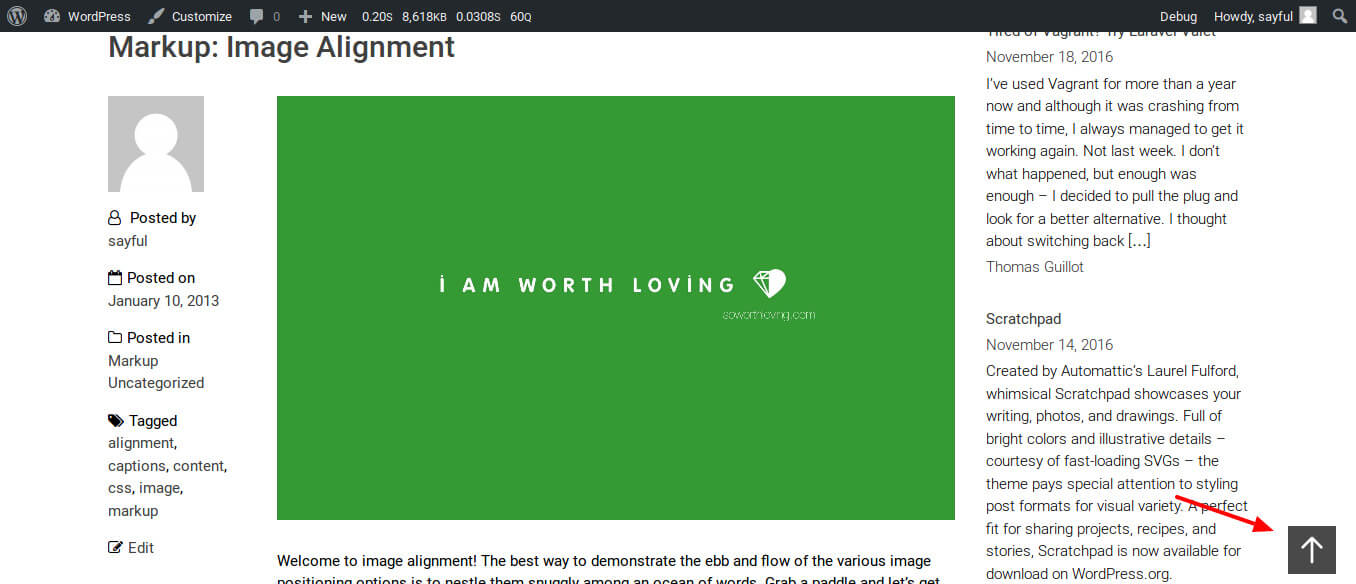 WordPress Customize 0 New 0.20S 8,618KB 0.0308S 60Q Debug Howdy, sayful
Markup: Image Alignment
Posted by
sayful
Posted on
January 10, 2013
Posted in
Markup
Uncategorized
Tagged
alignment,
captions, content,
css, image,
markup
Edit
I AM WORTH LOVING
soworthloving.com
Welcome to image alignment! The best way to demonstrate the ebb and flow of the various image
positioning options is to nestle them snuggly among an ocean of words. Grab a paddle and let's get
Tired of Vagrant? Try Laravel Valet
November 18, 2016
I've used Vagrant for more than a year
now and although it was crashing from
time to time, I always managed to get it
working again. Not last week. I don't
what happened, but enough was
enough – I decided to pull the plug and
look for a better alternative. I thought
about switching back […]
Thomas Guillot
Scratchpad
November 14, 2016
Created by Automattic's Laurel Fulford,
whimsical Scratchpad showcases your
writing, photos, and drawings. Full of
bright colors and illustrative details –
courtesy of fast-loading SVGs – the
theme pays special attention to styling
post formats for visual variety. A perfect
fit for sharing projects, recipes, and
stories, Scratchpad is now available for
download on WordPress.org.